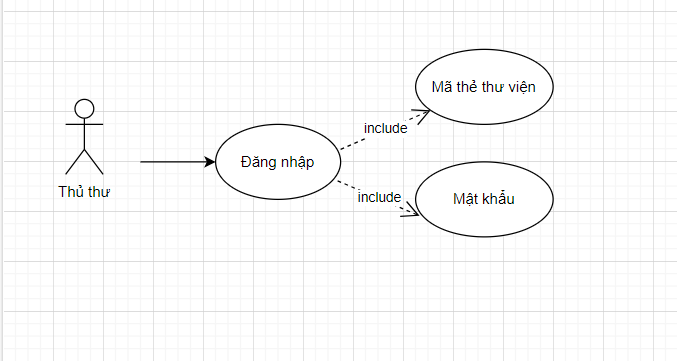 Mã thẻ thư viện
include
Đăng nhập
Thủ thư
include
Mật khẩu